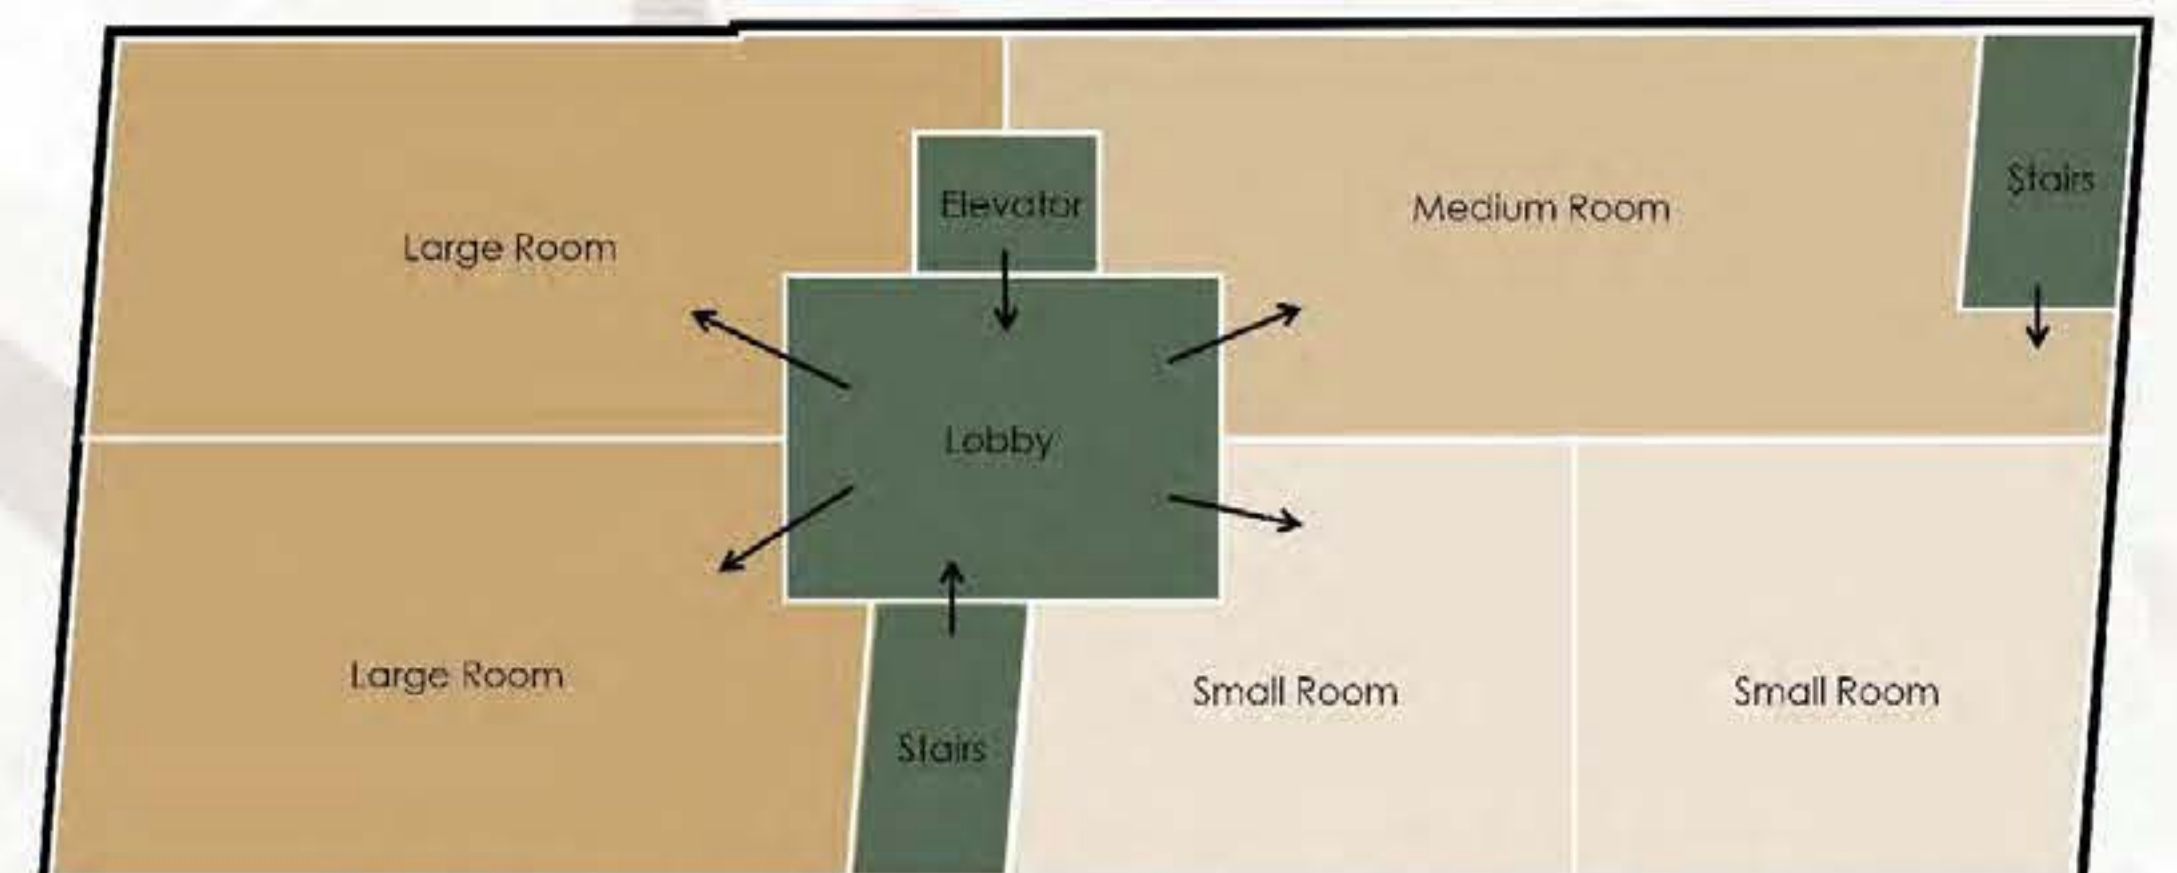 Stairs
Elevator
Medium Room
Large Room
Lobby
Large Room
Small Room
Small Room
Stairs